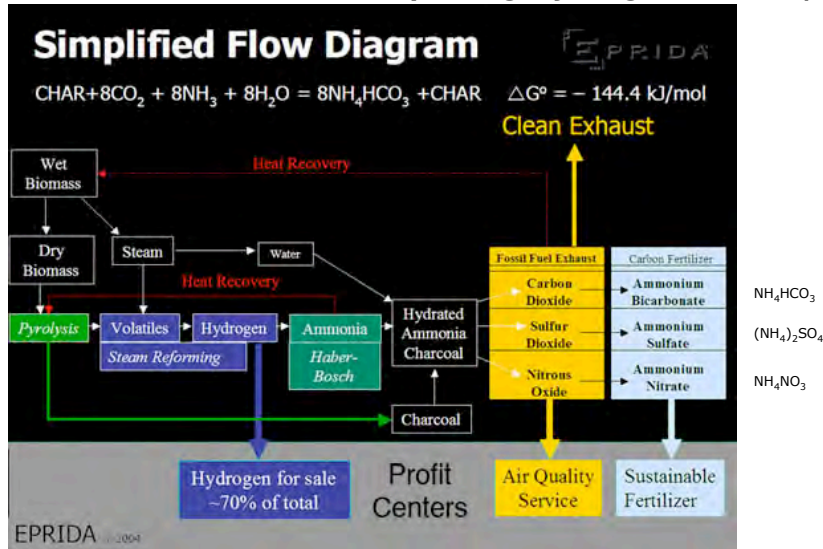 Simplified Flow Diagram
EPRIDA
CHAR+8CO₂ + 8NH₃ + 8H₂O = 8NH₄HCO₃ +CHAR △Gº = – 144.4 kJ/mol
Clean Exhaust
Wet
Biomass
Heat Recovery
Dry
Biomass
Steam
Water
Heat Recovery
Fossil Fuel Exhaust
Carbon Fertilizer
Carbon
Dioxide
Ammonium
Bicarbonate
NH₄HCO₃
Pyrolysis
Volatiles
Hydrogen
Steam Reforming
Ammonia
Haber-
Bosch
Hydrated
Ammonia
Charcoal
Sulfur
Dioxide
Ammonium
Sulfate
(NH₄)₂SO₄
Nitrous
Oxide
Ammonium
Nitrate
NH₄NO₃
Charcoal
Hydrogen for sale
~70% of total
Profit
Centers
Air Quality
Service
Sustainable
Fertilizer
EPRIDA 2004